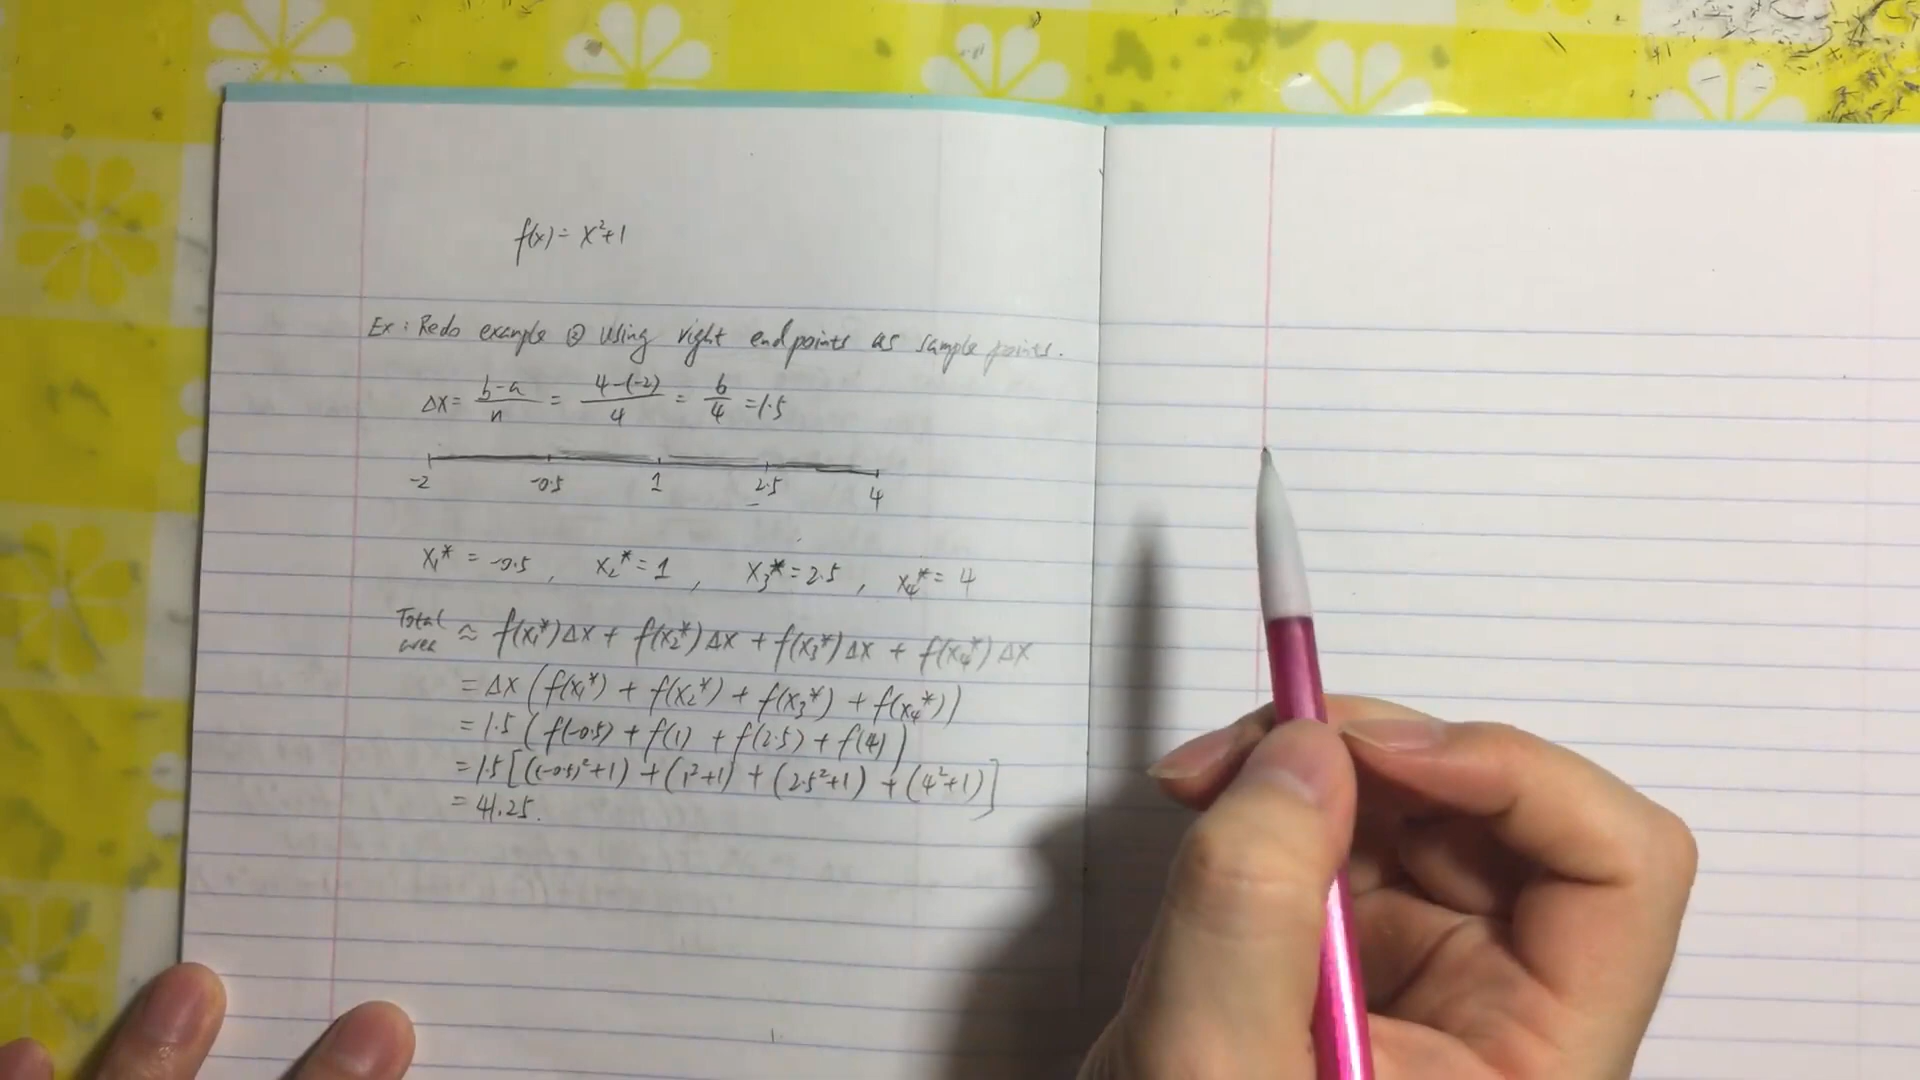 f(x) = x²+1
Ex: Redo example ② using right endpoints as sample points.
Δx = (b-a)/n = (4-(-2))/4 = 6/4 = 1.5
-2 -0.5 1 2.5 4
x₁* = -0.5 , x₂* = 1 , x₃* = 2.5 , x₄* = 4
Total area ≈ f(x₁*)Δx + f(x₂*)Δx + f(x₃*)Δx + f(x₄*)Δx
= Δx (f(x₁*) + f(x₂*) + f(x₃*) + f(x₄*))
= 1.5 (f(-0.5) + f(1) + f(2.5) + f(4))
= 1.5 [((-0.5)²+1) + (1²+1) + (2.5²+1) + (4²+1)]
= 41.25.